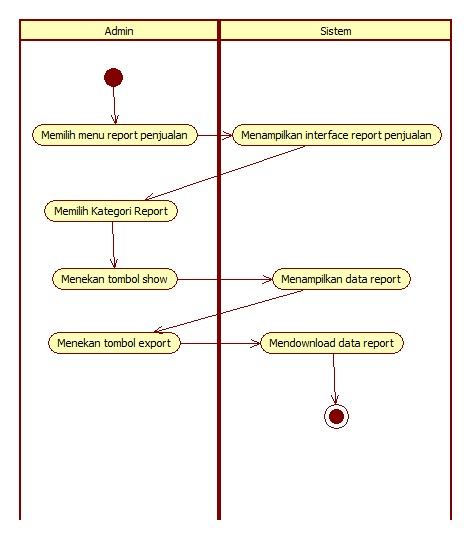 Admin
Sistem
Memilih menu report penjualan
Menampilkan interface report penjualan
Memilih Kategori Report
Menekan tombol show
Menampilkan data report
Menekan tombol export
Mendownload data report